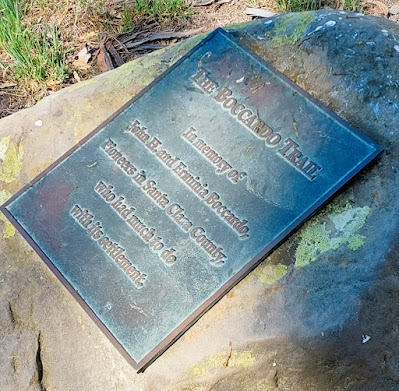 THE BOCCARDO TRAIL
In memory of
John H. and Ermina Boccardo,
Pioneers in Santa Clara County,
who had much to do
with its settlement.